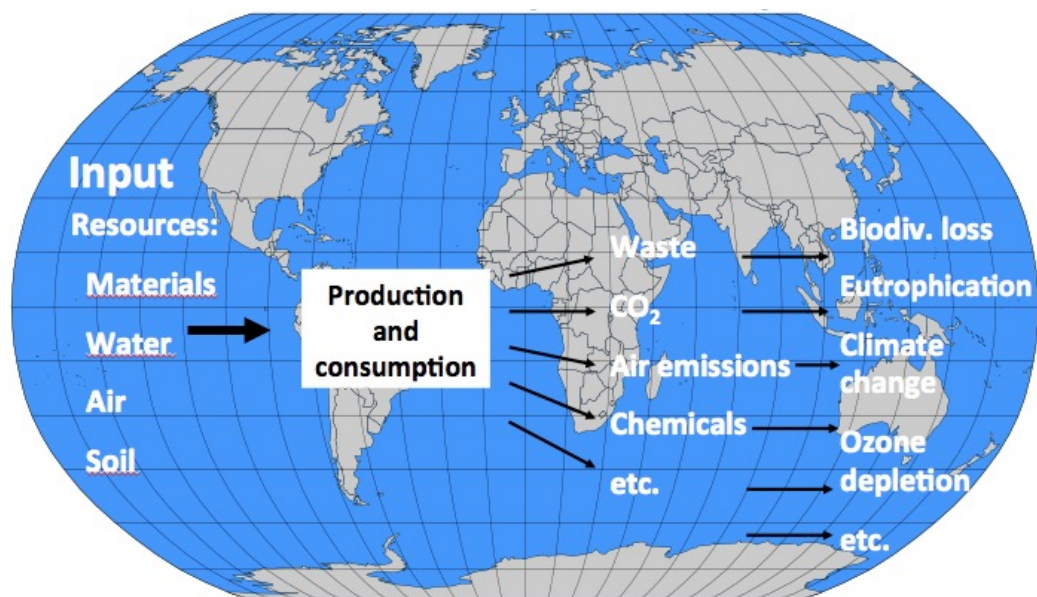 Input
Resources:
Materials
Water
Air
Soil
Production
and
consumption
Waste
CO₂
Air emissions
Chemicals
etc.
Biodiv. loss
Eutrophication
Climate
change
Ozone
depletion
etc.